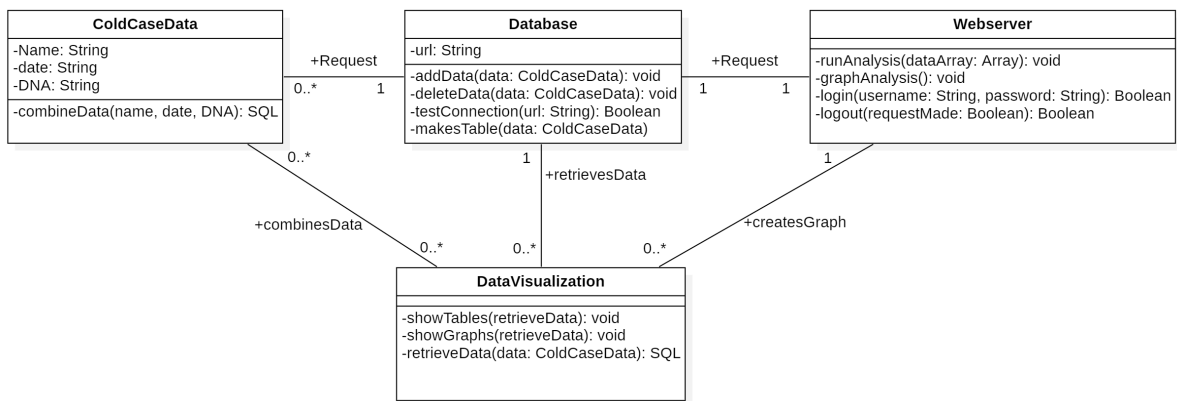 ColdCaseData
-Name: String
-date: String
-DNA: String
-combineData(name, date, DNA): SQL
+Request
0..*
1
Database
-url: String
-addData(data: ColdCaseData): void
-deleteData(data: ColdCaseData): void
-testConnection(url: String): Boolean
-makesTable(data: ColdCaseData)
+Request
1
1
Webserver
-runAnalysis(dataArray: Array): void
-graphAnalysis(): void
-login(username: String, password: String): Boolean
-logout(requestMade: Boolean): Boolean
0..*
+combinesData
0..*
1
+retrievesData
0..*
1
+createsGraph
0..*
DataVisualization
-showTables(retrieveData): void
-showGraphs(retrieveData): void
-retrieveData(data: ColdCaseData): SQL